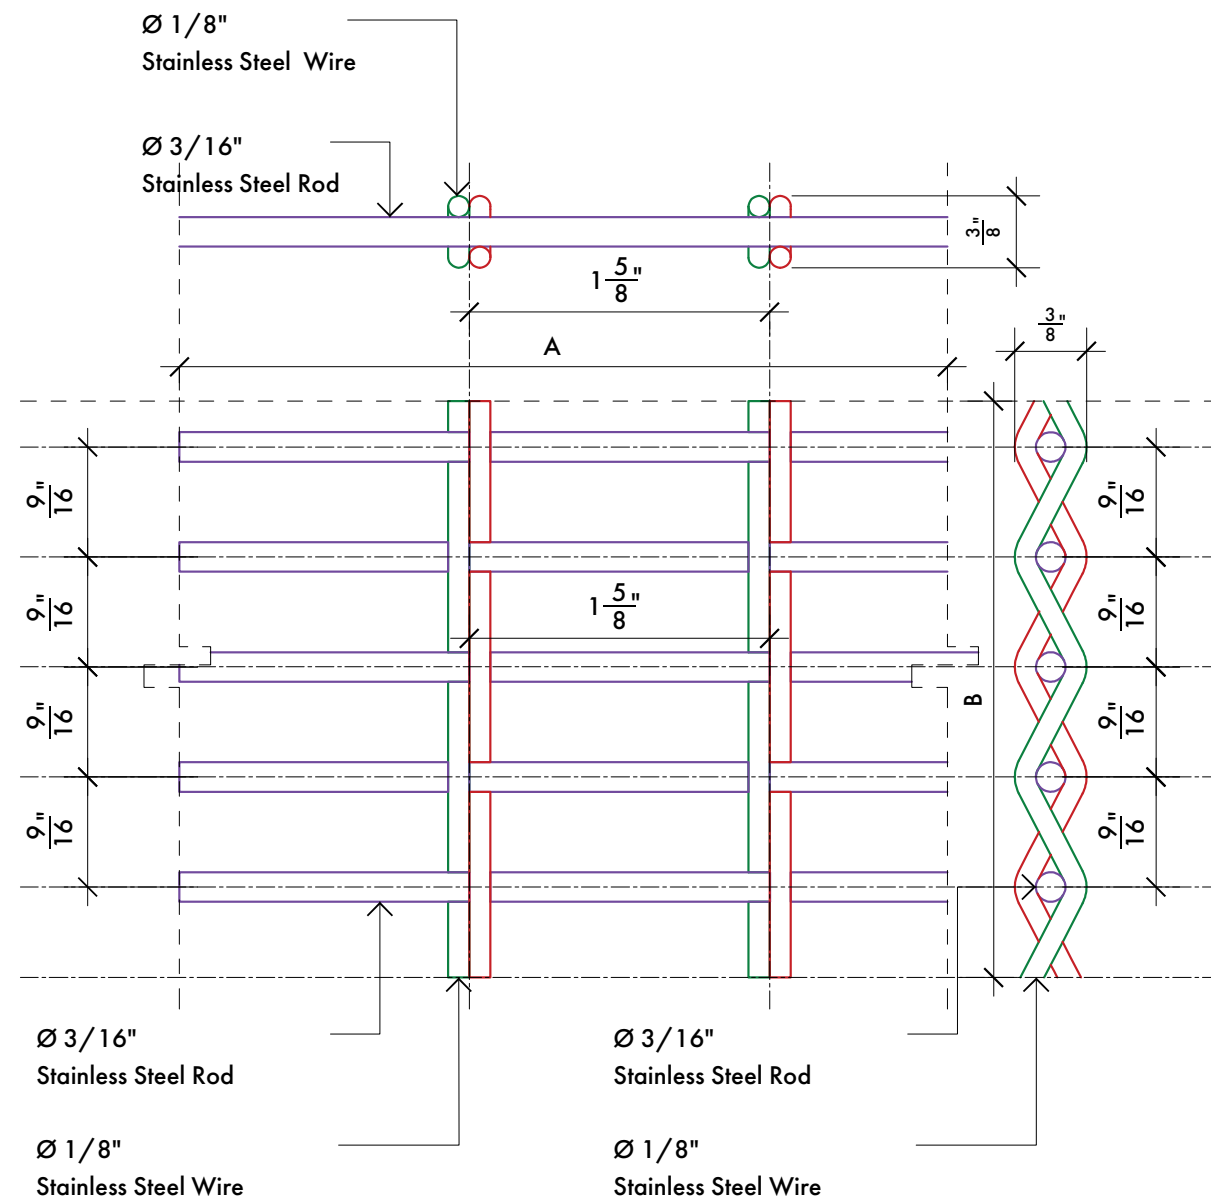 Ø 1/8"
Stainless Steel Wire
Ø 3/16"
Stainless Steel Rod
3/8"
1 5/8"
3/8"
A
9/16"
9/16"
9/16"
9/16"
1 5/8"
B
9/16"
9/16"
9/16"
9/16"
Ø 3/16"
Stainless Steel Rod
Ø 3/16"
Stainless Steel Rod
Ø 1/8"
Stainless Steel Wire
Ø 1/8"
Stainless Steel Wire